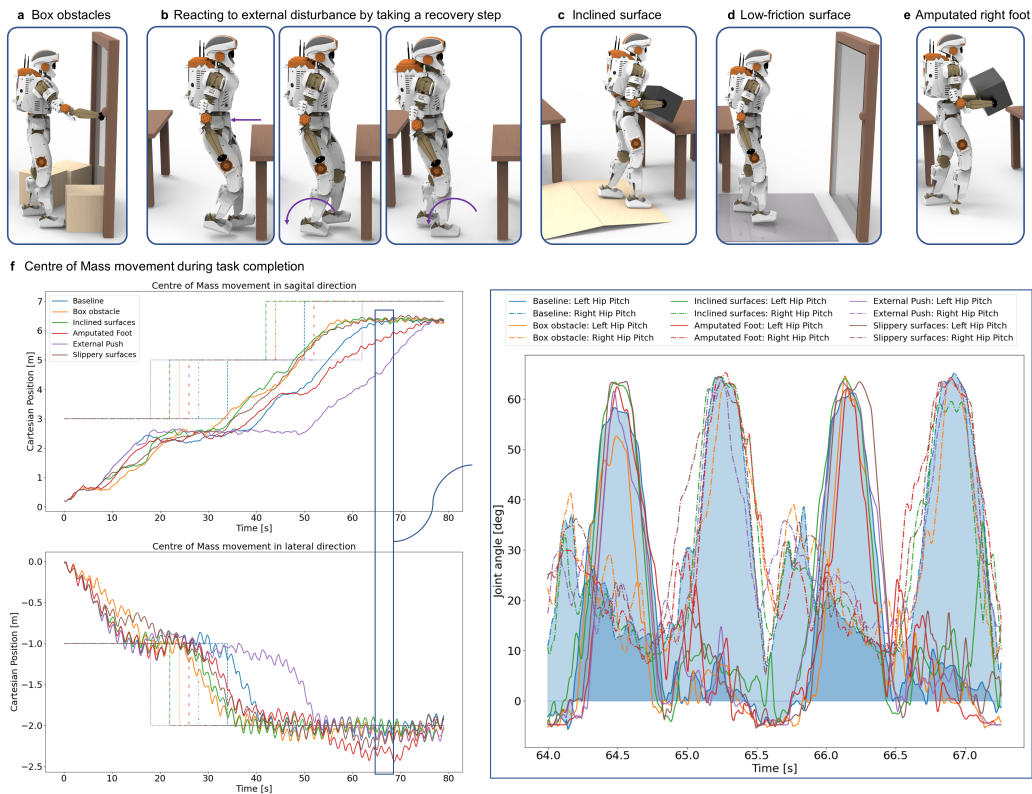 a Box obstacles
b Reacting to external disturbance by taking a recovery step
c Inclined surface
d Low-friction surface
e Amputated right foot
f Centre of Mass movement during task completion
Centre of Mass movement in sagital direction
Baseline
Box obstacle
Inclined surfaces
Amputated Foot
External Push
Slippery surfaces
Cartesian Position [m]
7
6
5
4
3
2
1
0
0 10 20 30 40 50 60 70 80
Time [s]
Centre of Mass movement in lateral direction
Cartesian Position [m]
0.0
−0.5
−1.0
−1.5
−2.0
−2.5
0 10 20 30 40 50 60 70 80
Time [s]
Baseline: Left Hip Pitch
Baseline: Right Hip Pitch
Box obstacle: Left Hip Pitch
Box obstacle: Right Hip Pitch
Inclined surfaces: Left Hip Pitch
Inclined surfaces: Right Hip Pitch
Amputated Foot: Left Hip Pitch
Amputated Foot: Right Hip Pitch
External Push: Left Hip Pitch
External Push: Right Hip Pitch
Slippery surfaces: Left Hip Pitch
Slippery surfaces: Right Hip Pitch
Joint angle [deg]
60
50
40
30
20
10
0
64.0 64.5 65.0 65.5 66.0 66.5 67.0
Time [s]